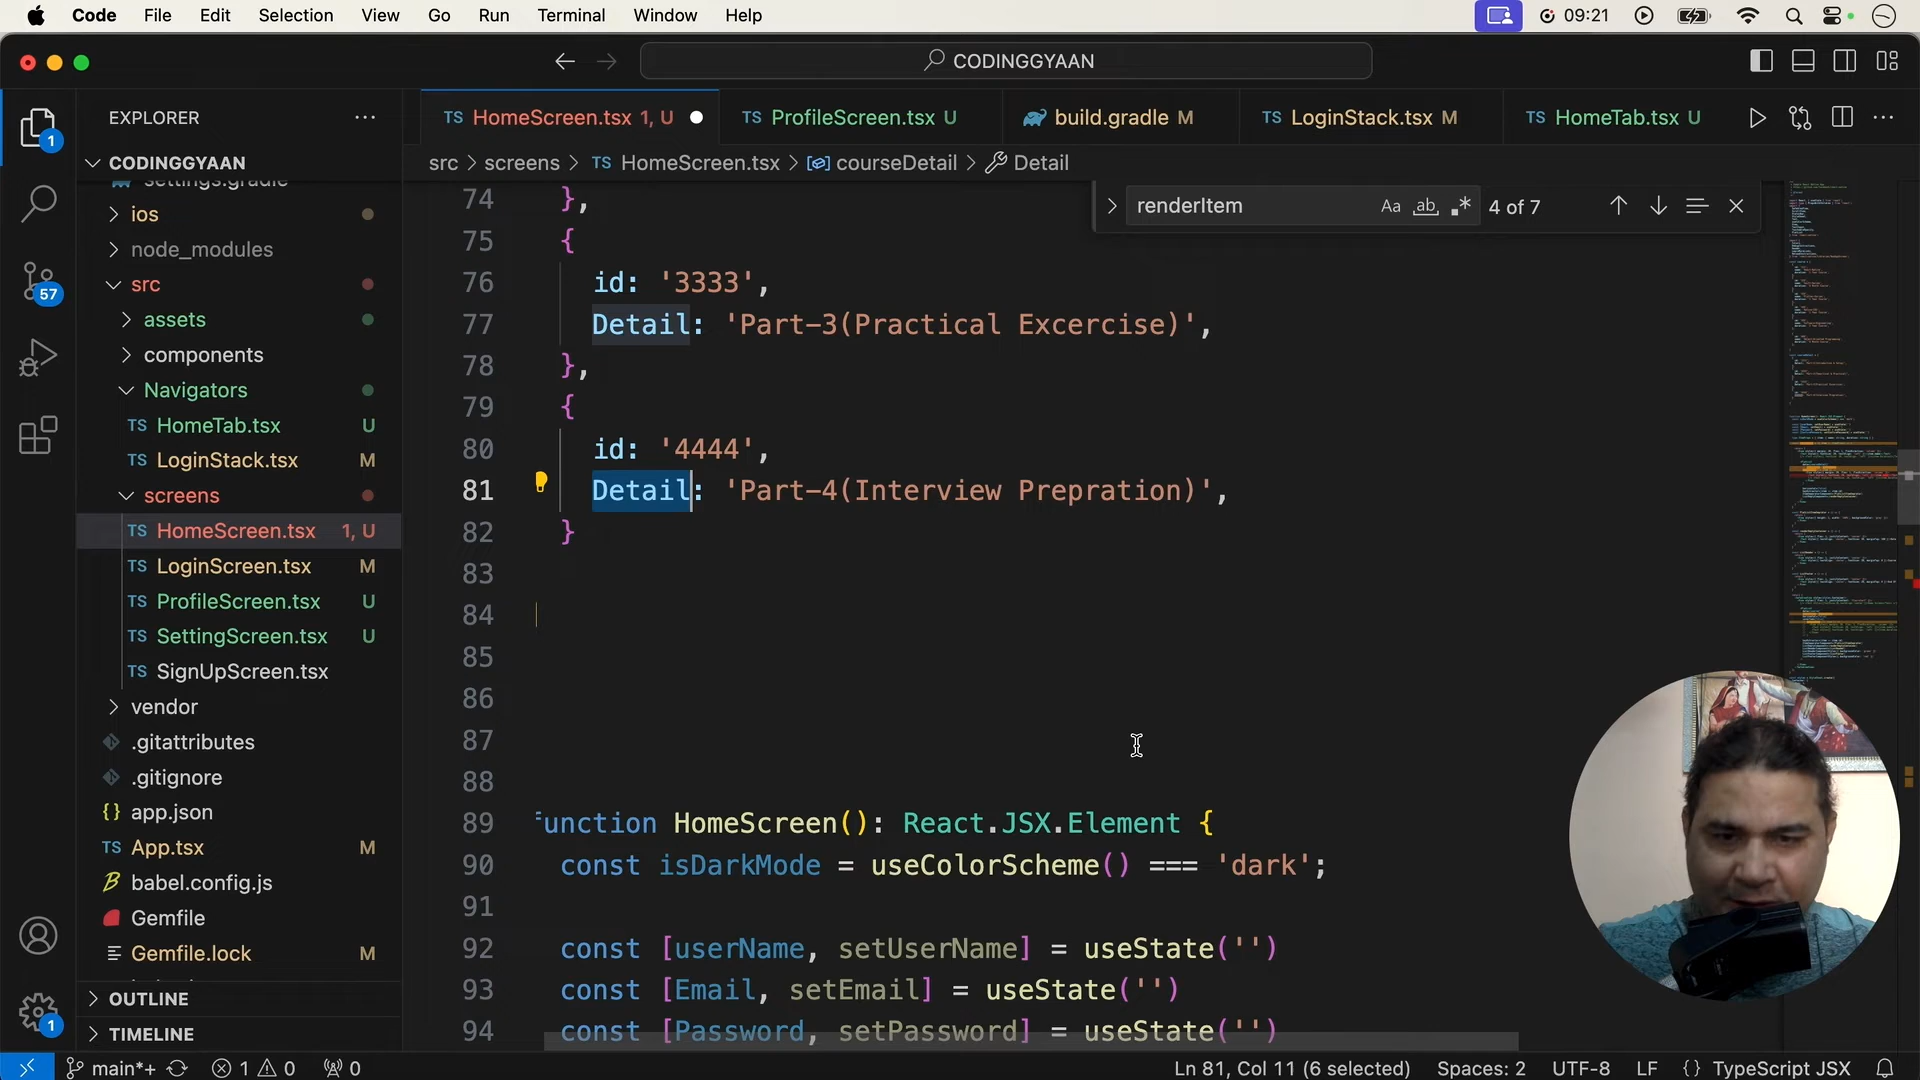 Code File Edit Selection View Go Run Terminal Window Help 09:21
CODINGGYAAN
EXPLORER
TS HomeScreen.tsx 1, U
TS ProfileScreen.tsx U
build.gradle M
TS LoginStack.tsx M
TS HomeTab.tsx U
src > screens > TS HomeScreen.tsx > courseDetail > Detail
renderItem Aa ab 4 of 7
CODINGGYAAN
settings.gradle
ios
node_modules
src
assets
components
Navigators
TS HomeTab.tsx U
TS LoginStack.tsx M
screens
TS HomeScreen.tsx 1, U
TS LoginScreen.tsx M
TS ProfileScreen.tsx U
TS SettingScreen.tsx U
TS SignUpScreen.tsx
vendor
.gitattributes
.gitignore
{} app.json
TS App.tsx M
babel.config.js
Gemfile
Gemfile.lock M
OUTLINE
TIMELINE
1
57
1
74 },
75 {
76 id: '3333',
77 Detail: 'Part-3(Practical Excercise)',
78 },
79 {
80 id: '4444',
81 Detail: 'Part-4(Interview Prepration)',
82 }
83
84
85
86
87
88
89 unction HomeScreen(): React.JSX.Element {
90 const isDarkMode = useColorScheme() === 'dark';
91
92 const [userName, setUserName] = useState('')
93 const [Email, setEmail] = useState('')
94 const [Password, setPassword] = useState('')
main*+ 1 0 0 Ln 81, Col 11 (6 selected) Spaces: 2 UTF-8 LF {} TypeScript JSX